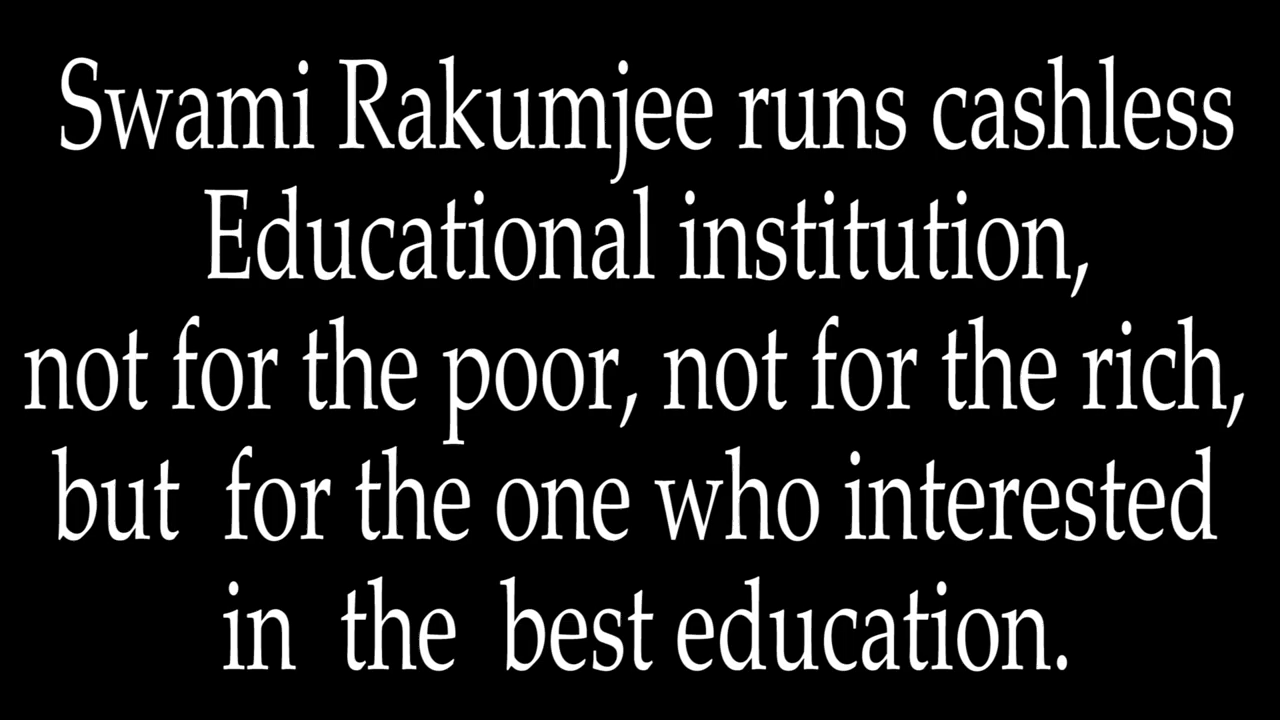 Swami Rakumjee runs cashless
Educational institution,
not for the poor, not for the rich,
but for the one who interested
in the best education.